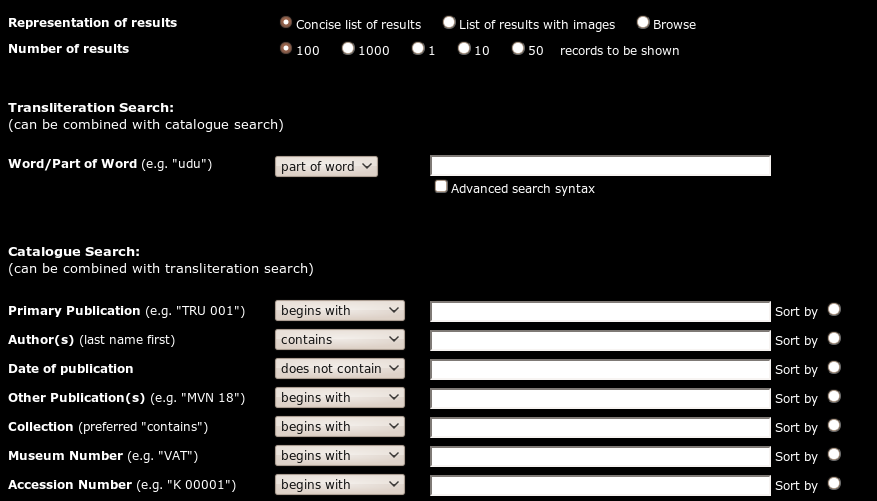 Representation of results Concise list of results List of results with images Browse
Number of results 100 1000 1 10 50 records to be shown
Transliteration Search:
(can be combined with catalogue search)
Word/Part of Word (e.g. "udu") part of word
Advanced search syntax
Catalogue Search:
(can be combined with transliteration search)
Primary Publication (e.g. "TRU 001") begins with Sort by
Author(s) (last name first) contains Sort by
Date of publication does not contain Sort by
Other Publication(s) (e.g. "MVN 18") begins with Sort by
Collection (preferred "contains") begins with Sort by
Museum Number (e.g. "VAT") begins with Sort by
Accession Number (e.g. "K 00001") begins with Sort by